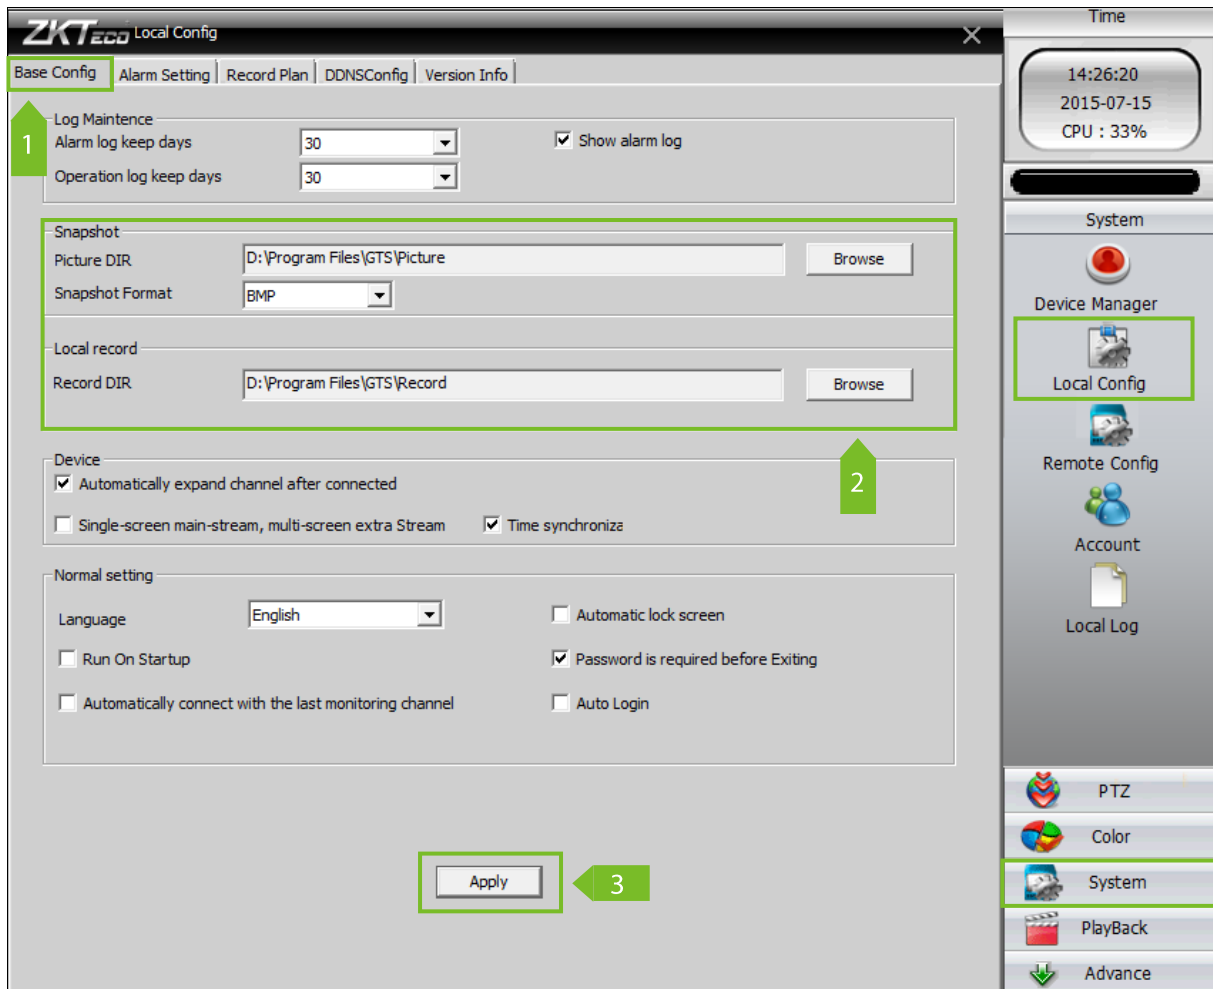 ZKTeco Local Config
Base Config Alarm Setting Record Plan DDNSConfig Version Info
1
Log Maintence
Alarm log keep days 30 Show alarm log
Operation log keep days 30
Snapshot
Picture DIR D:\Program Files\GTS\Picture Browse
Snapshot Format BMP
Local record
Record DIR D:\Program Files\GTS\Record Browse
2
Device
Automatically expand channel after connected
Single-screen main-stream, multi-screen extra Stream Time synchroniza
Normal setting
Language English Automatic lock screen
Run On Startup Password is required before Exiting
Automatically connect with the last monitoring channel Auto Login
Apply 3
Time
14:26:20
2015-07-15
CPU : 33%
System
Device Manager
Local Config
Remote Config
Account
Local Log
PTZ
Color
System
PlayBack
Advance